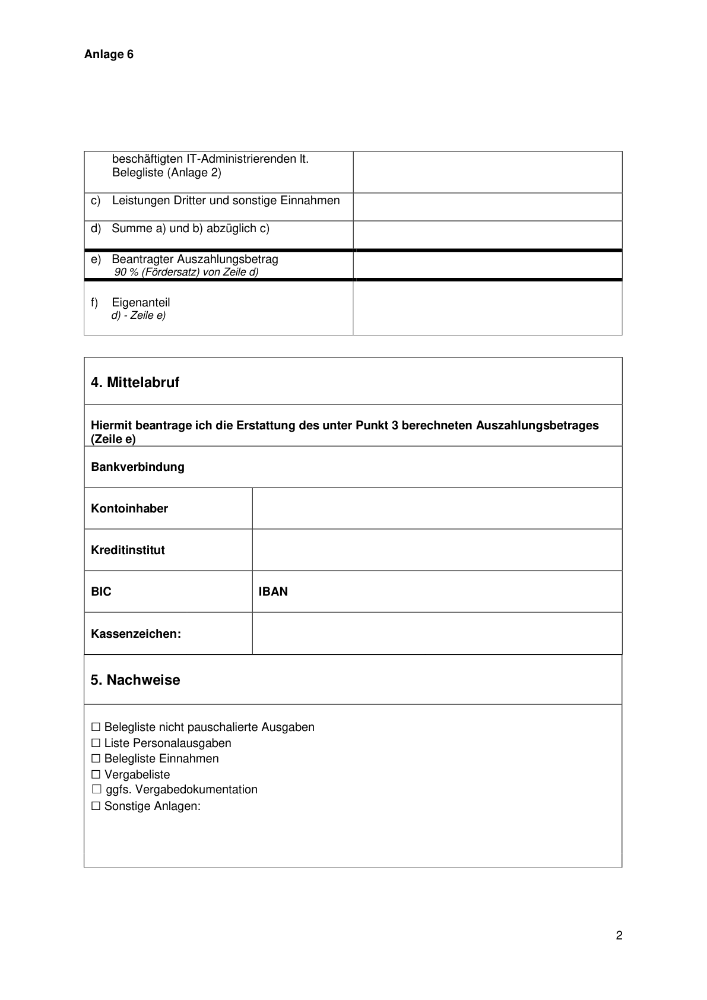 Anlage 6
beschäftigten IT-Administrierenden lt.
Belegliste (Anlage 2)
c) Leistungen Dritter und sonstige Einnahmen
d) Summe a) und b) abzüglich c)
e) Beantragter Auszahlungsbetrag
90 % (Fördersatz) von Zeile d)
f) Eigenanteil
d) - Zeile e)
4. Mittelabruf
Hiermit beantrage ich die Erstattung des unter Punkt 3 berechneten Auszahlungsbetrages
(Zeile e)
Bankverbindung
Kontoinhaber
Kreditinstitut
BIC IBAN
Kassenzeichen:
5. Nachweise
☐ Belegliste nicht pauschalierte Ausgaben
☐ Liste Personalausgaben
☐ Belegliste Einnahmen
☐ Vergabeliste
☐ ggfs. Vergabedokumentation
☐ Sonstige Anlagen:
2